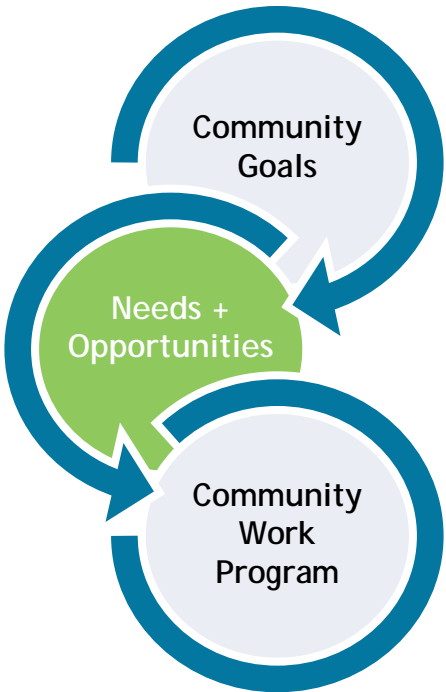 Community
Goals
Needs +
Opportunities
Community
Work
Program